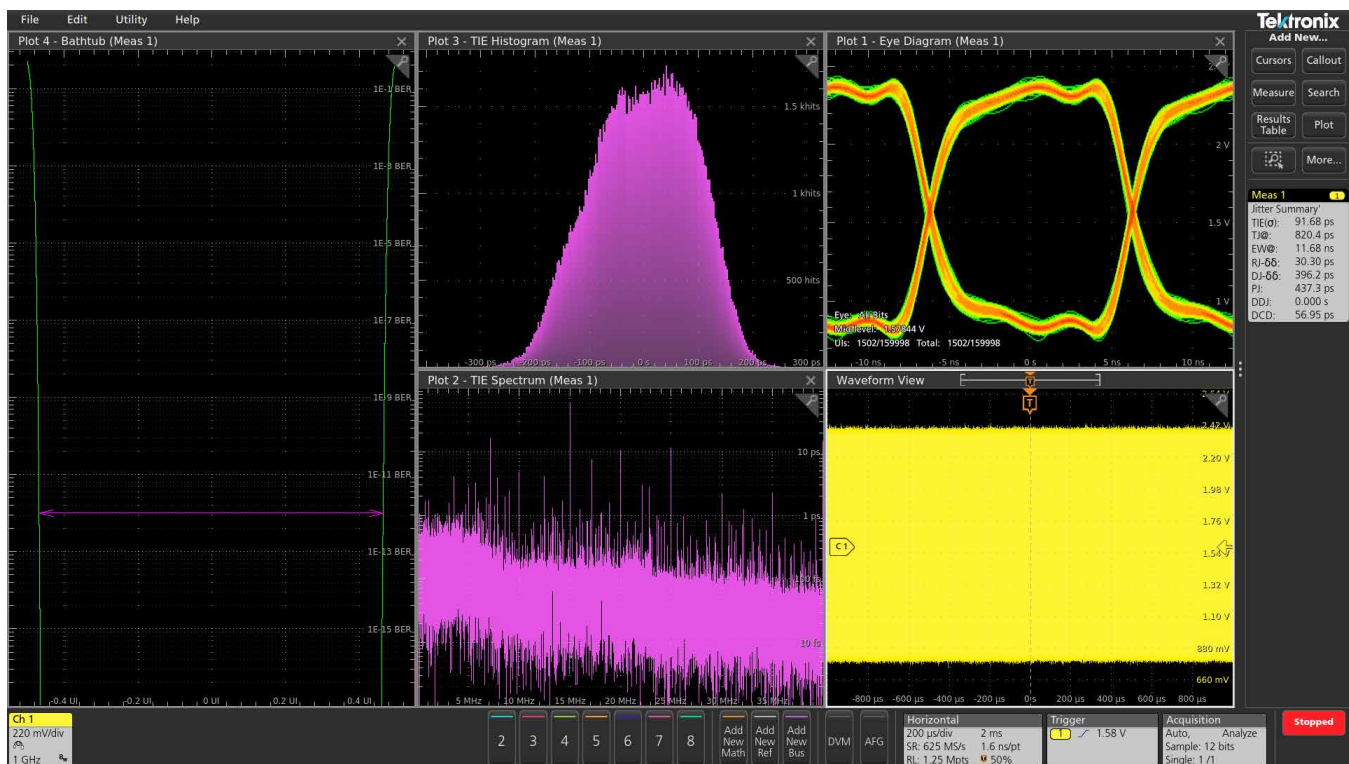 File Edit Utility Help
Tektronix
Plot 4 - Bathtub (Meas 1)
1E-1 BER
1E-3 BER
1E-5 BER
1E-7 BER
1E-9 BER
1E-11 BER
1E-13 BER
1E-15 BER
-0.4 UI -0.2 UI 0 UI 0.2 UI 0.4 UI
Plot 3 - TIE Histogram (Meas 1)
1.5 khits
1 khits
500 hits
-300 ps -200 ps -100 ps 0 s 100 ps 200 ps 300 ps
Plot 1 - Eye Diagram (Meas 1)
2 V
1.5 V
1 V
Eye: All Bits
UIs: 1502/159998 Total: 1502/159998
-10 ns -5 ns 0 s 5 ns 10 ns
Plot 2 - TIE Spectrum (Meas 1)
10 ps
1 ps
100 fs
10 fs
5 MHz 10 MHz 15 MHz 20 MHz 25 MHz 30 MHz 35 MHz
Waveform View
T
T
2.42 V
2.20 V
1.98 V
1.76 V
1.54 V
1.32 V
1.10 V
880 mV
660 mV
C1
-800 µs -600 µs -400 µs -200 µs 0s 200 µs 400 µs 600 µs 800 µs
Add New...
Cursors Callout
Measure Search
Results Table Plot
More...
Meas 1 1
Jitter Summary'
TIE(σ): 91.68 ps
TJ@: 820.4 ps
EW@: 11.68 ns
RJ-δδ: 30.30 ps
DJ-δδ: 396.2 ps
PJ: 437.3 ps
DDJ: 0.000 s
DCD: 56.95 ps
Ch 1
220 mV/div
1 GHz
2 3 4 5 6 7 8
Add New Math
Add New Ref
Add New Bus
DVM AFG
Horizontal
200 µs/div 2 ms
SR: 625 MS/s 1.6 ns/pt
RL: 1.25 Mpts 50%
Trigger
1 1.58 V
Acquisition
Auto, Analyze
Sample: 12 bits
Single: 1 /1
Stopped